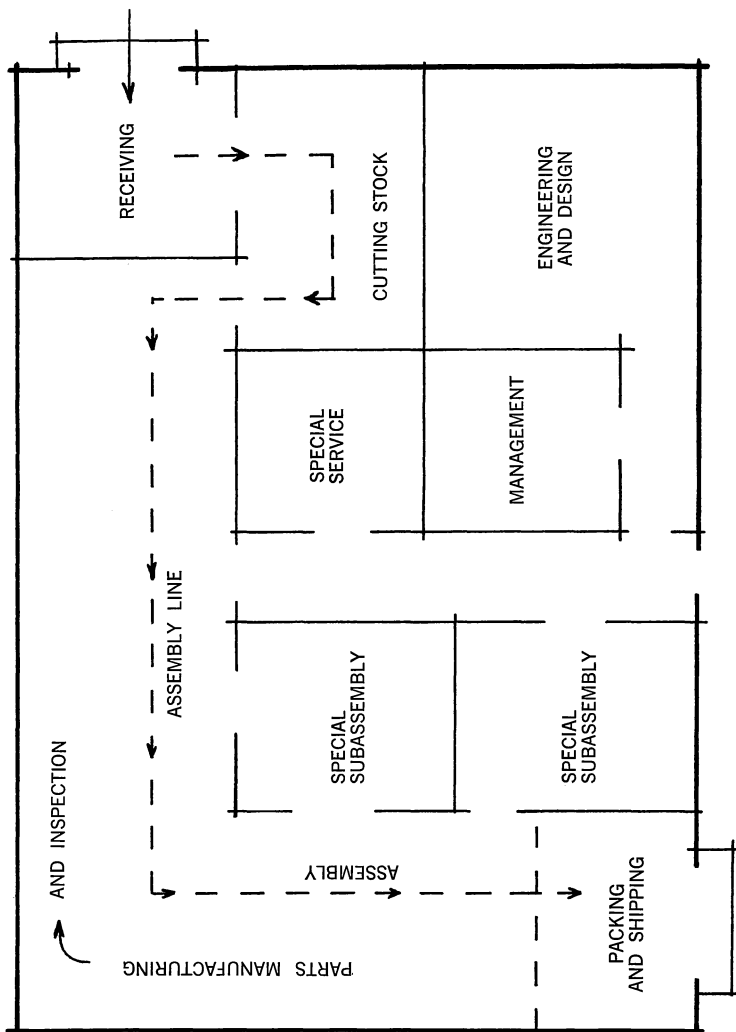 PARTS MANUFACTURING
AND INSPECTION
RECEIVING
ASSEMBLY LINE
ASSEMBLY
SPECIAL
SUBASSEMBLY
SPECIAL
SERVICE
CUTTING STOCK
PACKING
AND SHIPPING
SPECIAL
SUBASSEMBLY
MANAGEMENT
ENGINEERING
AND DESIGN